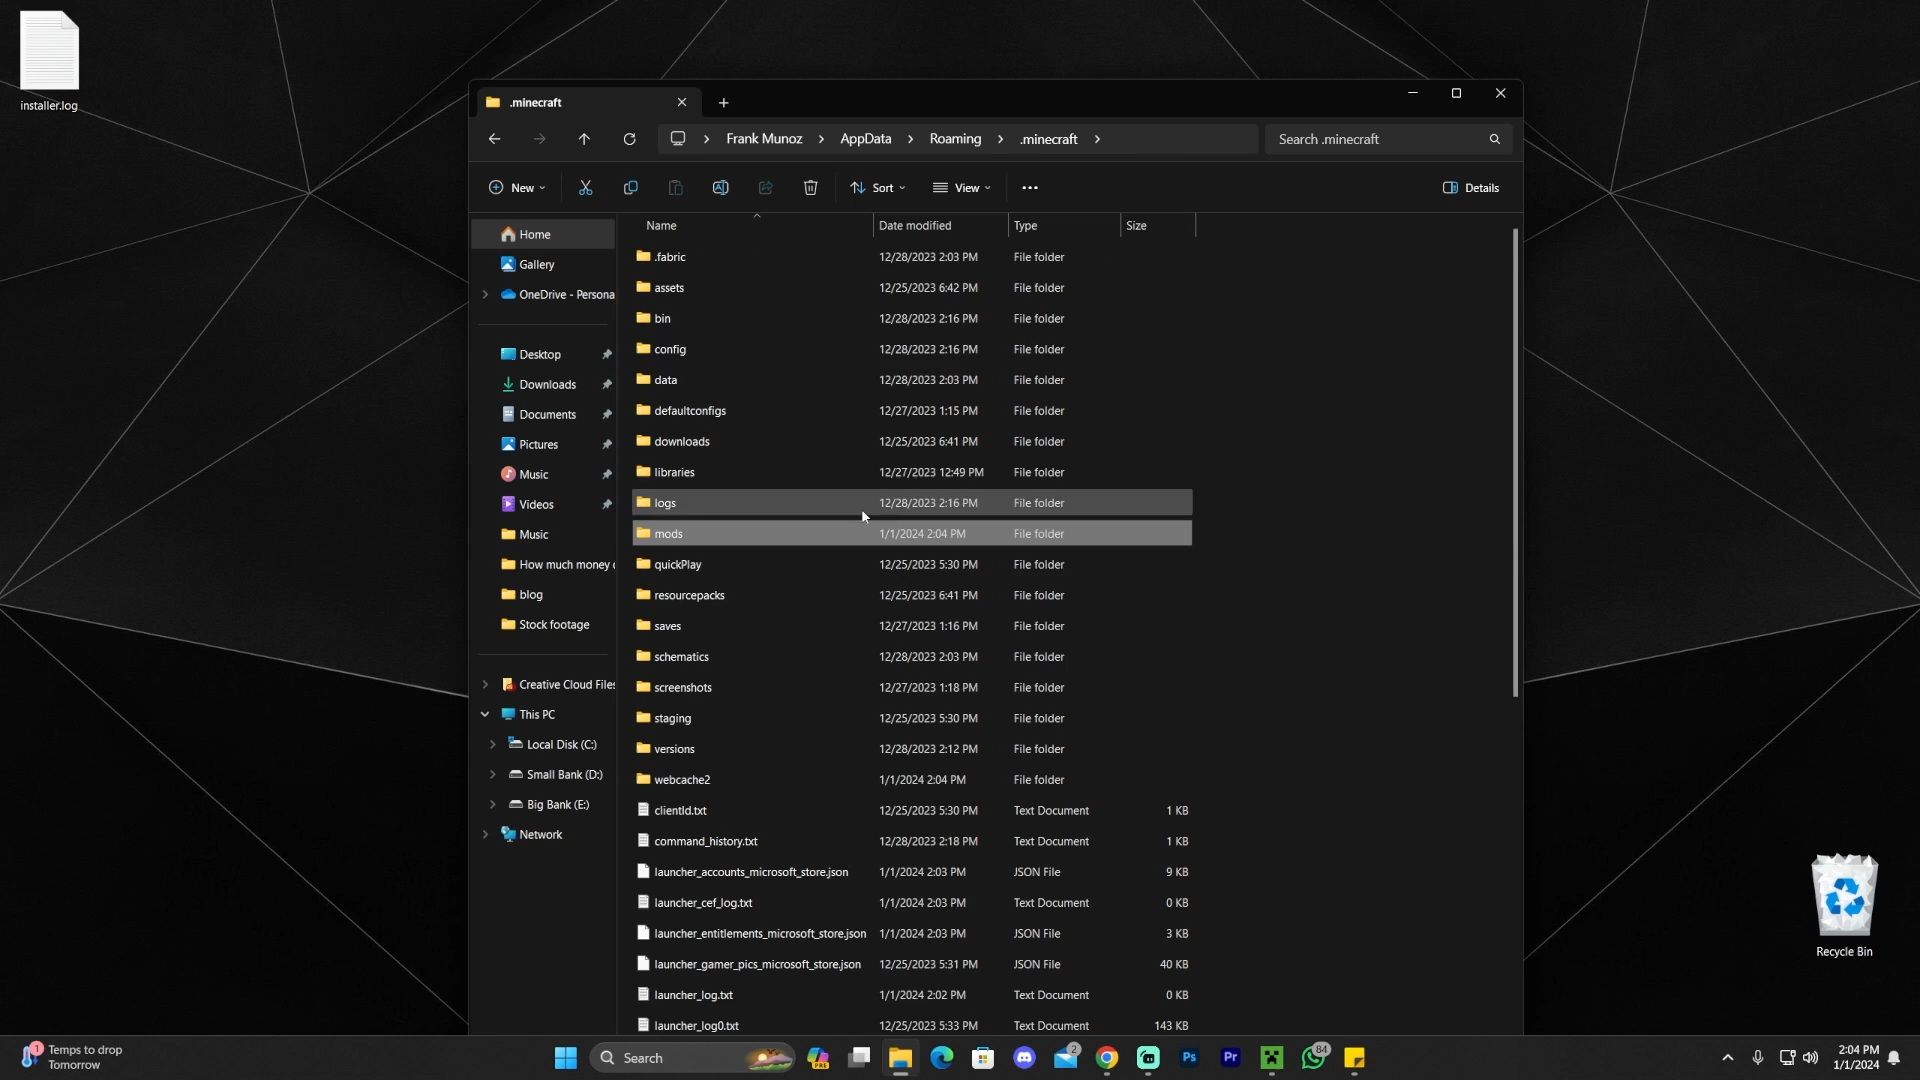 installer.log
.minecraft
Frank Munoz
AppData
Roaming
.minecraft
Search .minecraft
New
Sort
View
Details
Name
Date modified
Type
Size
Home
Gallery
OneDrive - Persona
Desktop
Downloads
Documents
Pictures
Music
Videos
Music
How much money
blog
Stock footage
Creative Cloud Files
This PC
Local Disk (C:)
Small Bank (D:)
Big Bank (E:)
Network
.fabric 12/28/2023 2:03 PM File folder
assets 12/25/2023 6:42 PM File folder
bin 12/28/2023 2:16 PM File folder
config 12/28/2023 2:16 PM File folder
data 12/28/2023 2:03 PM File folder
defaultconfigs 12/27/2023 1:15 PM File folder
downloads 12/25/2023 6:41 PM File folder
libraries 12/27/2023 12:49 PM File folder
logs 12/28/2023 2:16 PM File folder
mods 1/1/2024 2:04 PM File folder
quickPlay 12/25/2023 5:30 PM File folder
resourcepacks 12/25/2023 6:41 PM File folder
saves 12/27/2023 1:16 PM File folder
schematics 12/28/2023 2:03 PM File folder
screenshots 12/27/2023 1:18 PM File folder
staging 12/25/2023 5:30 PM File folder
versions 12/28/2023 2:12 PM File folder
webcache2 1/1/2024 2:04 PM File folder
clientId.txt 12/25/2023 5:30 PM Text Document 1 KB
command_history.txt 12/28/2023 2:18 PM Text Document 1 KB
launcher_accounts_microsoft_store.json 1/1/2024 2:03 PM JSON File 9 KB
launcher_cef_log.txt 1/1/2024 2:03 PM Text Document 0 KB
launcher_entitlements_microsoft_store.json 1/1/2024 2:03 PM JSON File 3 KB
launcher_gamer_pics_microsoft_store.json 12/25/2023 5:31 PM JSON File 40 KB
launcher_log.txt 1/1/2024 2:02 PM Text Document 0 KB
launcher_log0.txt 12/25/2023 5:33 PM Text Document 143 KB
Recycle Bin
1
Temps to drop
Tomorrow
Search
PRE
2
Ps
Pr
84
2:04 PM
1/1/2024